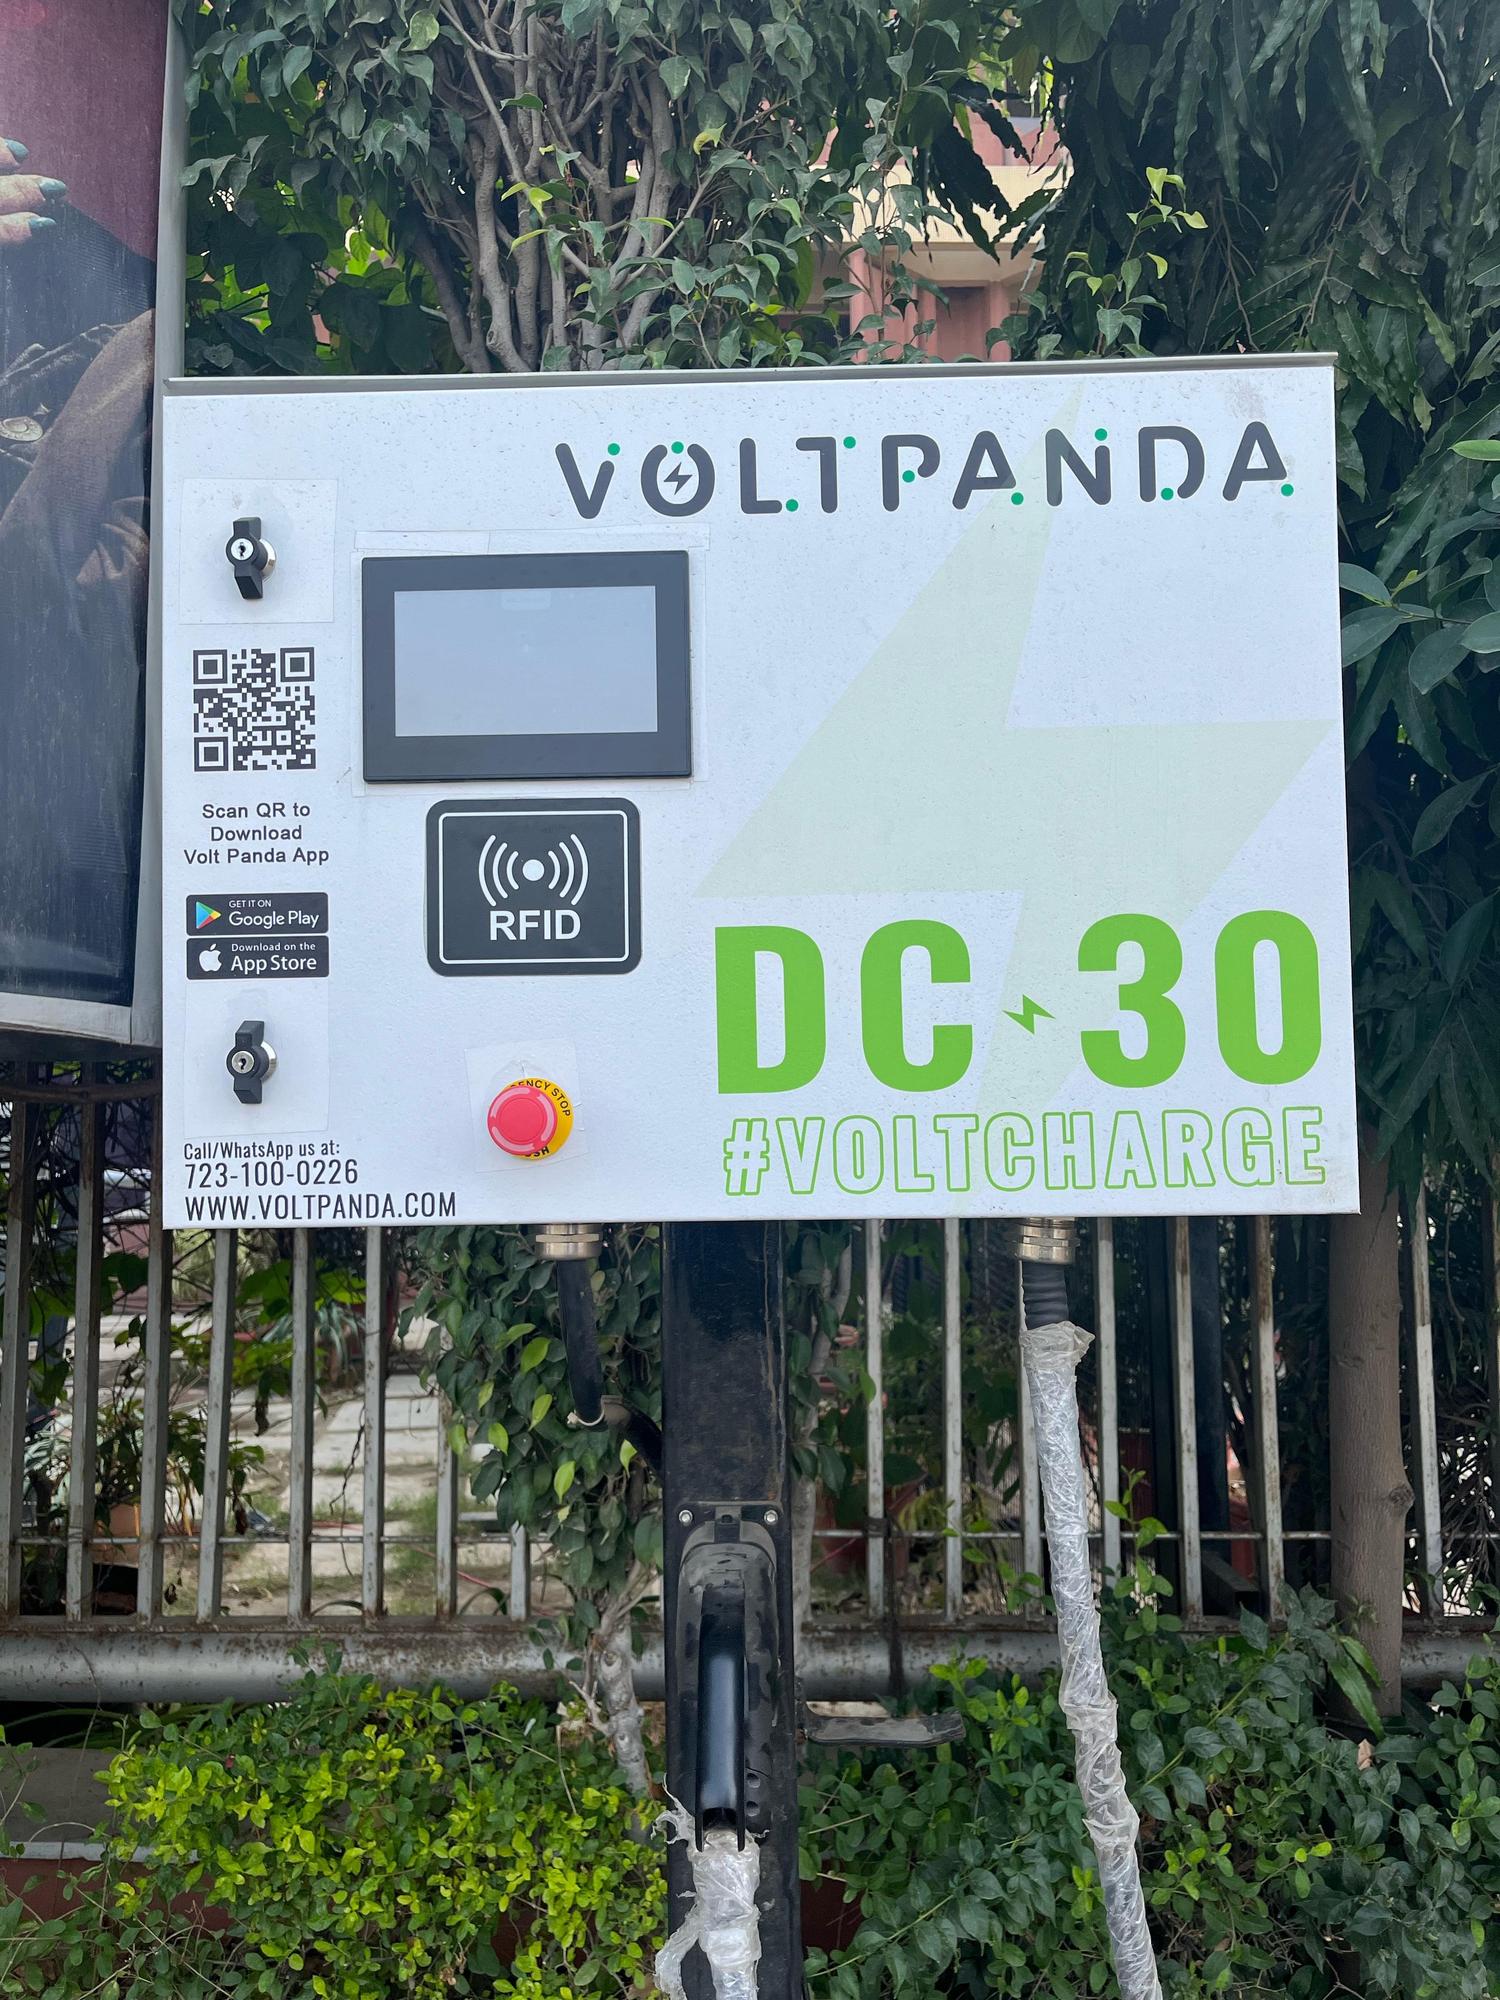 VOLTPANDA
Scan QR to
Download
Volt Panda App
GET IT ON
Google Play
Download on the
App Store
RFID
DC 30
#VOLTCHARGE
Call/WhatsApp us at:
723-100-0226
WWW.VOLTPANDA.COM
STOP